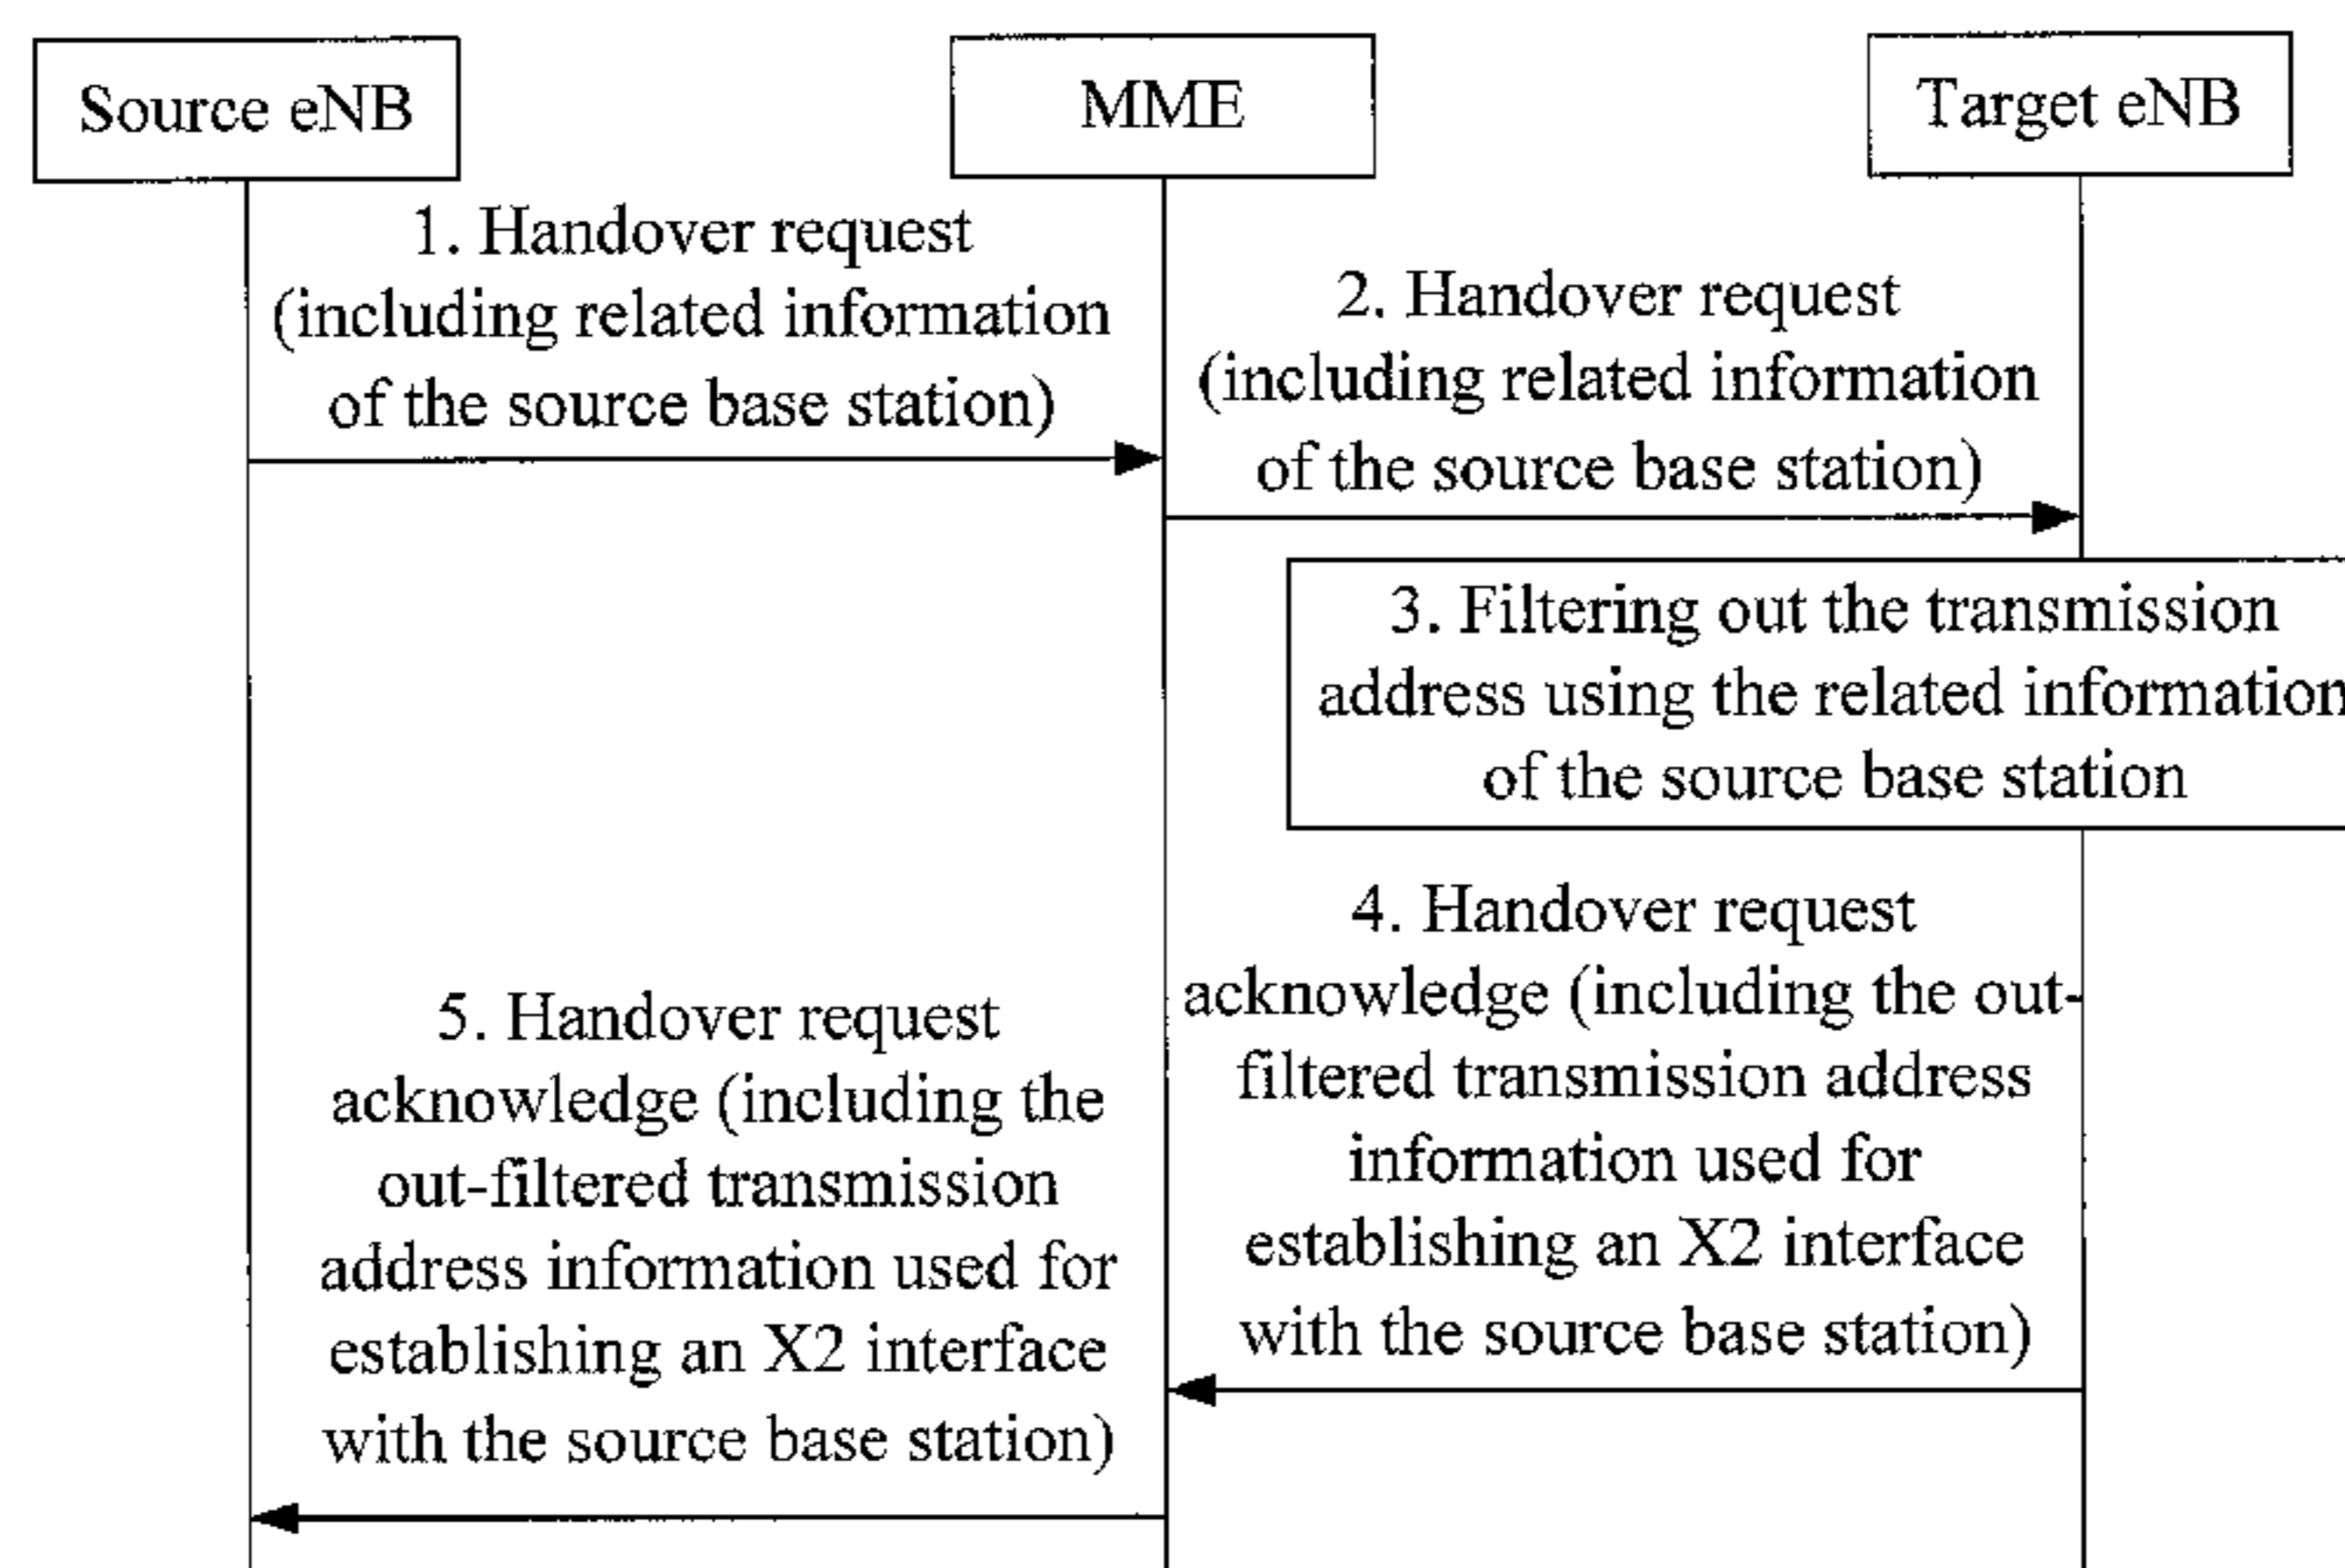 Source eNB
MME
Target eNB
1. Handover request
(including related information
of the source base station)
2. Handover request
(including related information
of the source base station)
3. Filtering out the transmission
address using the related information
of the source base station
4. Handover request
acknowledge (including the out-
filtered transmission address
information used for
establishing an X2 interface
with the source base station)
5. Handover request
acknowledge (including the
out-filtered transmission
address information used for
establishing an X2 interface
with the source base station)